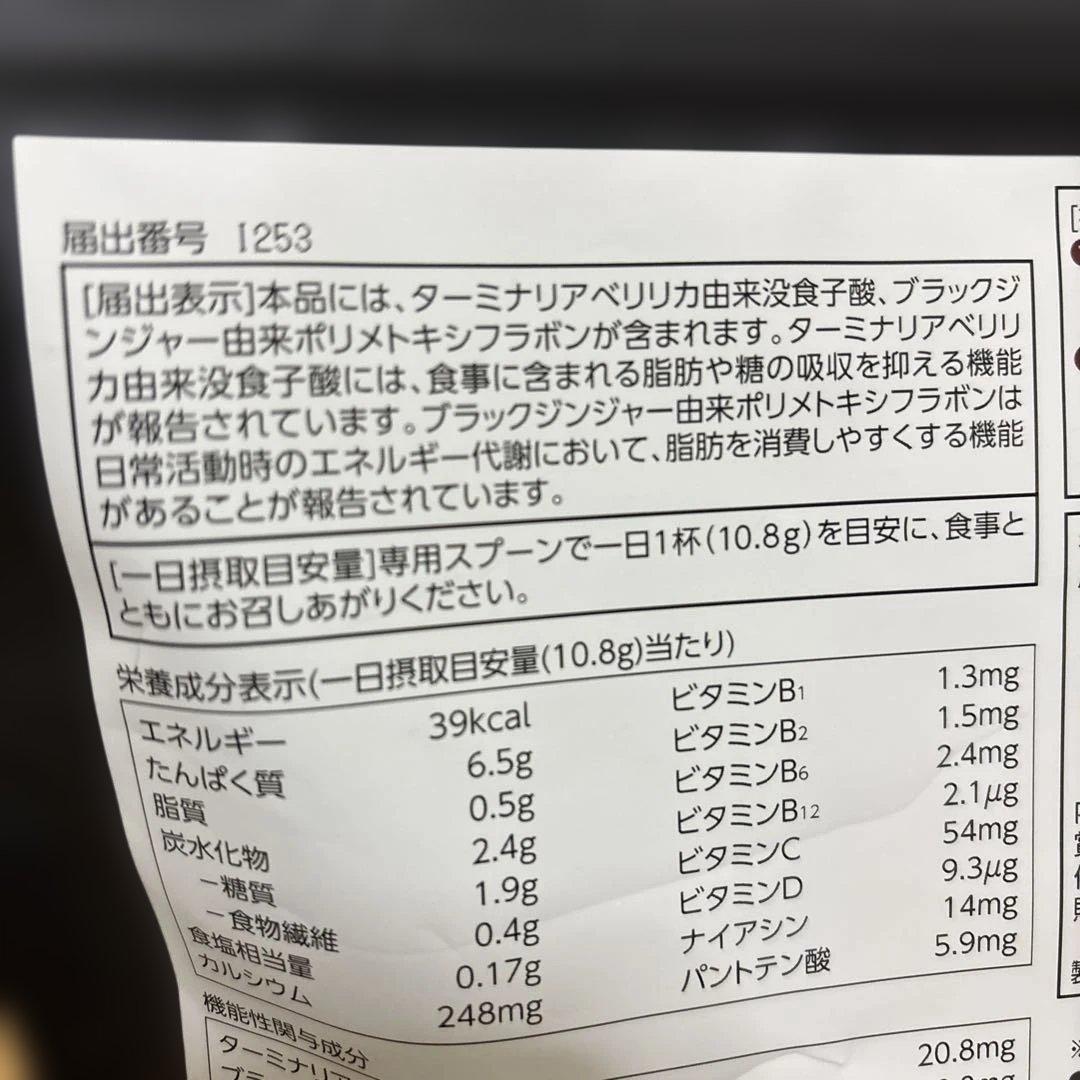 届出番号 I253
[届出表示]本品には、ターミナリアベリリカ由来没食子酸、ブラックジ
ンジャー由来ポリメトキシフラボンが含まれます。ターミナリアベリリ
カ由来没食子酸には、食事に含まれる脂肪や糖の吸収を抑える機能
が報告されています。ブラックジンジャー由来ポリメトキシフラボンは
日常活動時のエネルギー代謝において、脂肪を消費しやすくする機能
があることが報告されています。
[一日摂取目安量]専用スプーンで一日1杯(10.8g)を目安に、食事と
ともにお召しあがりください。
栄養成分表示(一日摂取目安量(10.8g)当たり)
エネルギー 39kcal
たんぱく質 6.5g
脂質 0.5g
炭水化物 2.4g
－糖質 1.9g
－食物繊維 0.4g
食塩相当量 0.17g
カルシウム 248mg
ビタミンB1 1.3mg
ビタミンB2 1.5mg
ビタミンB6 2.4mg
ビタミンB12 2.1μg
ビタミンC 54mg
ビタミンD 9.3μg
ナイアシン 14mg
パントテン酸 5.9mg
機能性関与成分
ターミナリア 20.8mg